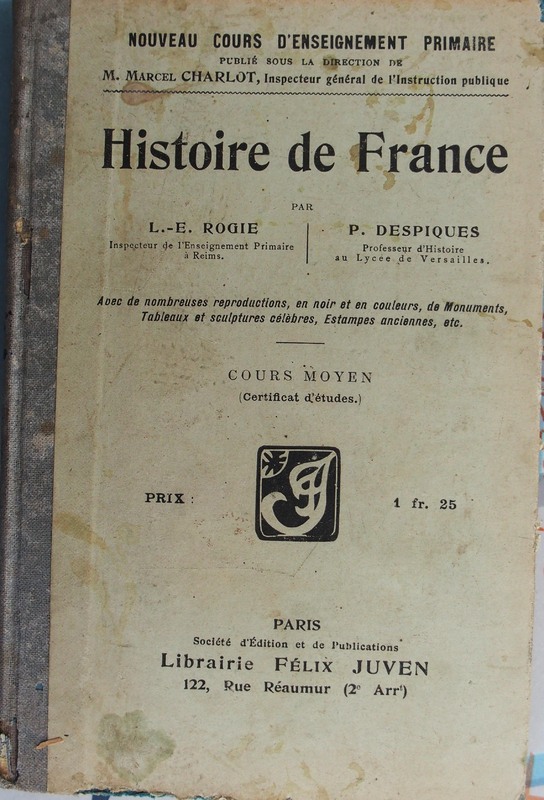 NOUVEAU COURS D'ENSEIGNEMENT PRIMAIRE
PUBLIÉ SOUS LA DIRECTION DE
M. MARCEL CHARLOT, Inspecteur général de l'Instruction publique
Histoire de France
PAR
L.-E. ROGIE
Inspecteur de l'Enseignement Primaire
à Reims.
P. DESPIQUES
Professeur d'Histoire
au Lycée de Versailles.
Avec de nombreuses reproductions, en noir et en couleurs, de Monuments,
Tableaux et sculptures célèbres, Estampes anciennes, etc.
COURS MOYEN
(Certificat d'études.)
PRIX : 1 fr. 25
PARIS
Société d'Édition et de Publications
Librairie FÉLIX JUVEN
122, Rue Réaumur (2e Arrt)